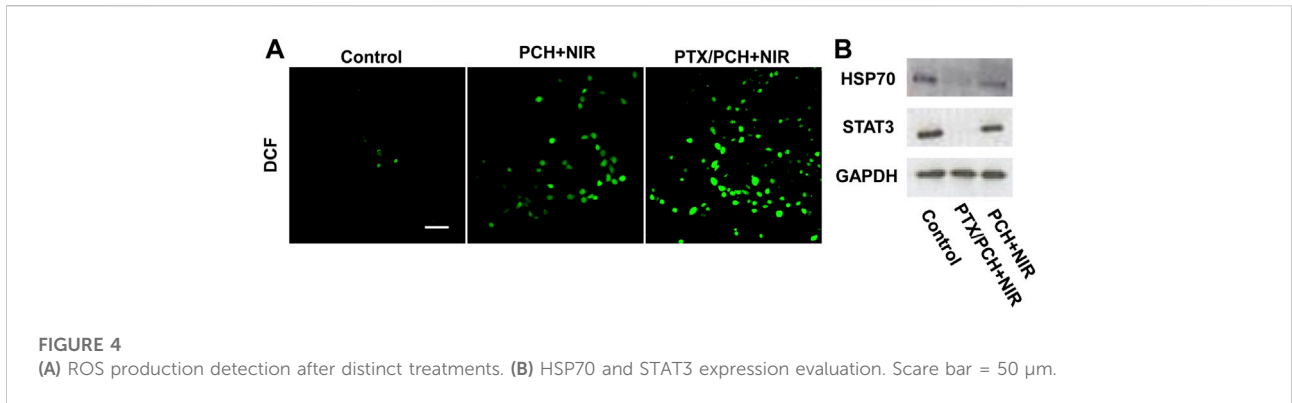 A
Control
PCH+NIR
PTX/PCH+NIR
DCF
B
HSP70
STAT3
GAPDH
Control
PTX/PCH+NIR
PCH+NIR
FIGURE 4
(A) ROS production detection after distinct treatments. (B) HSP70 and STAT3 expression evaluation. Scare bar = 50 µm.